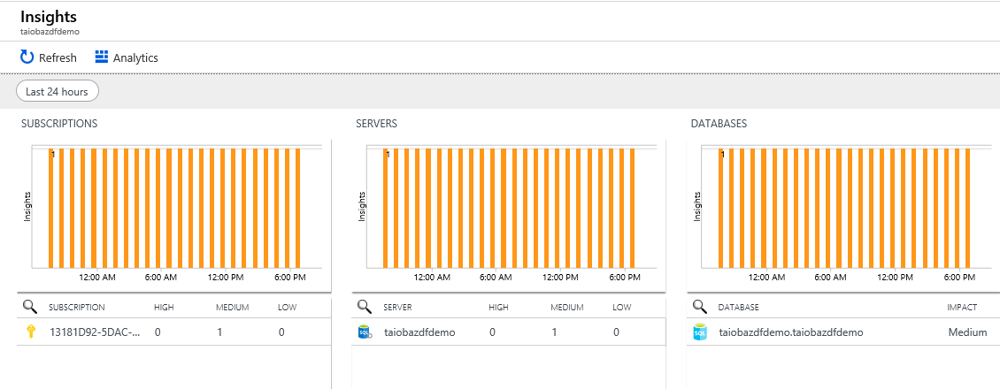 Insights
taiobazdfdemo
Refresh Analytics
Last 24 hours
SUBSCRIPTIONS
1
Insights
12:00 AM 6:00 AM 12:00 PM 6:00 PM
SUBSCRIPTION HIGH MEDIUM LOW
13181D92-5DAC-... 0 1 0
SERVERS
1
Insights
12:00 AM 6:00 AM 12:00 PM 6:00 PM
SERVER HIGH MEDIUM LOW
SQL taiobazdfdemo 0 1 0
DATABASES
1
Insights
12:00 AM 6:00 AM 12:00 PM 6:00 PM
DATABASE IMPACT
SQL taiobazdfdemo.taiobazdfdemo Medium